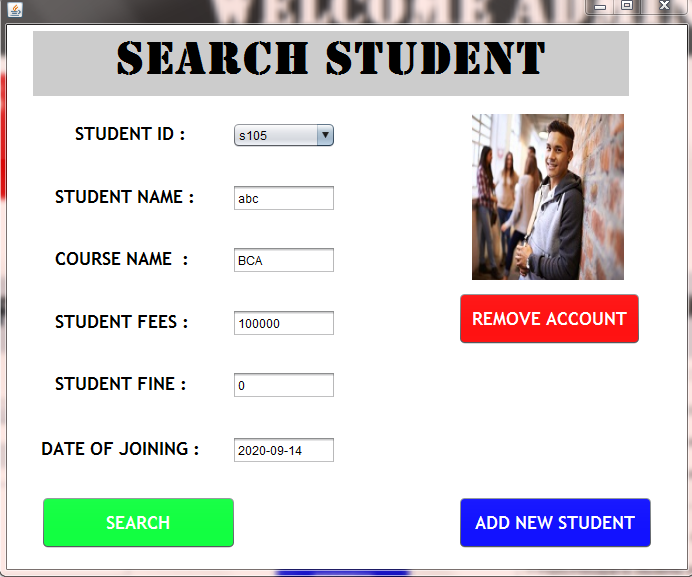 WELCOME ADMIN
SEARCH STUDENT
STUDENT ID : s105
STUDENT NAME : abc
COURSE NAME : BCA
STUDENT FEES : 100000
REMOVE ACCOUNT
STUDENT FINE : 0
DATE OF JOINING : 2020-09-14
SEARCH
ADD NEW STUDENT